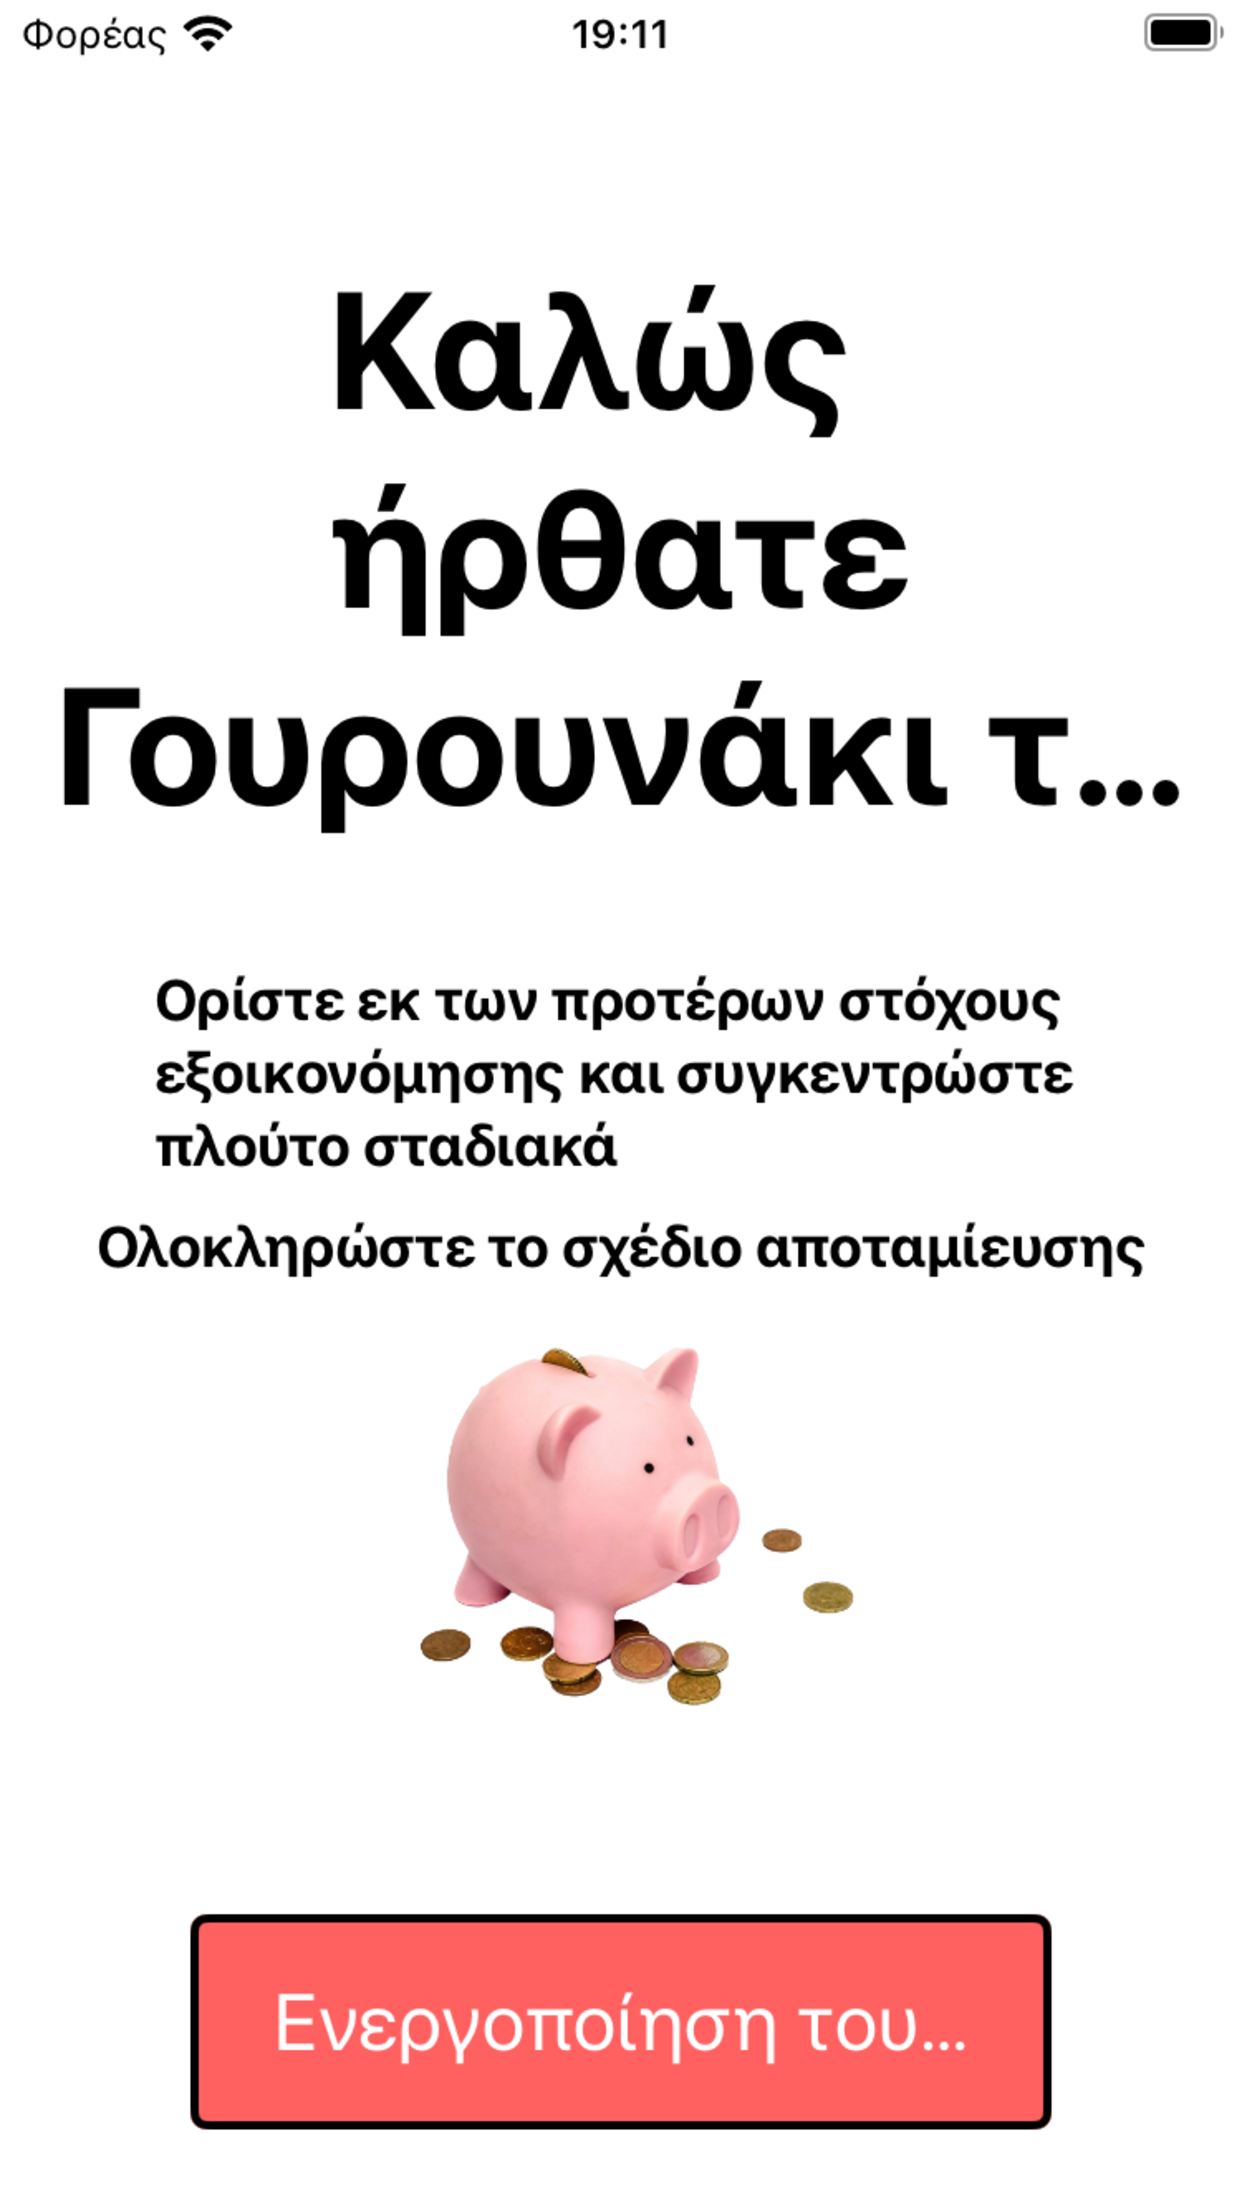 Φορέας 19:11
Καλώς
ήρθατε
Γουρουνάκι τ...
Ορίστε εκ των προτέρων στόχους
εξοικονόμησης και συγκεντρώστε
πλούτο σταδιακά
Ολοκληρώστε το σχέδιο αποταμίευσης
Ενεργοποίηση του...